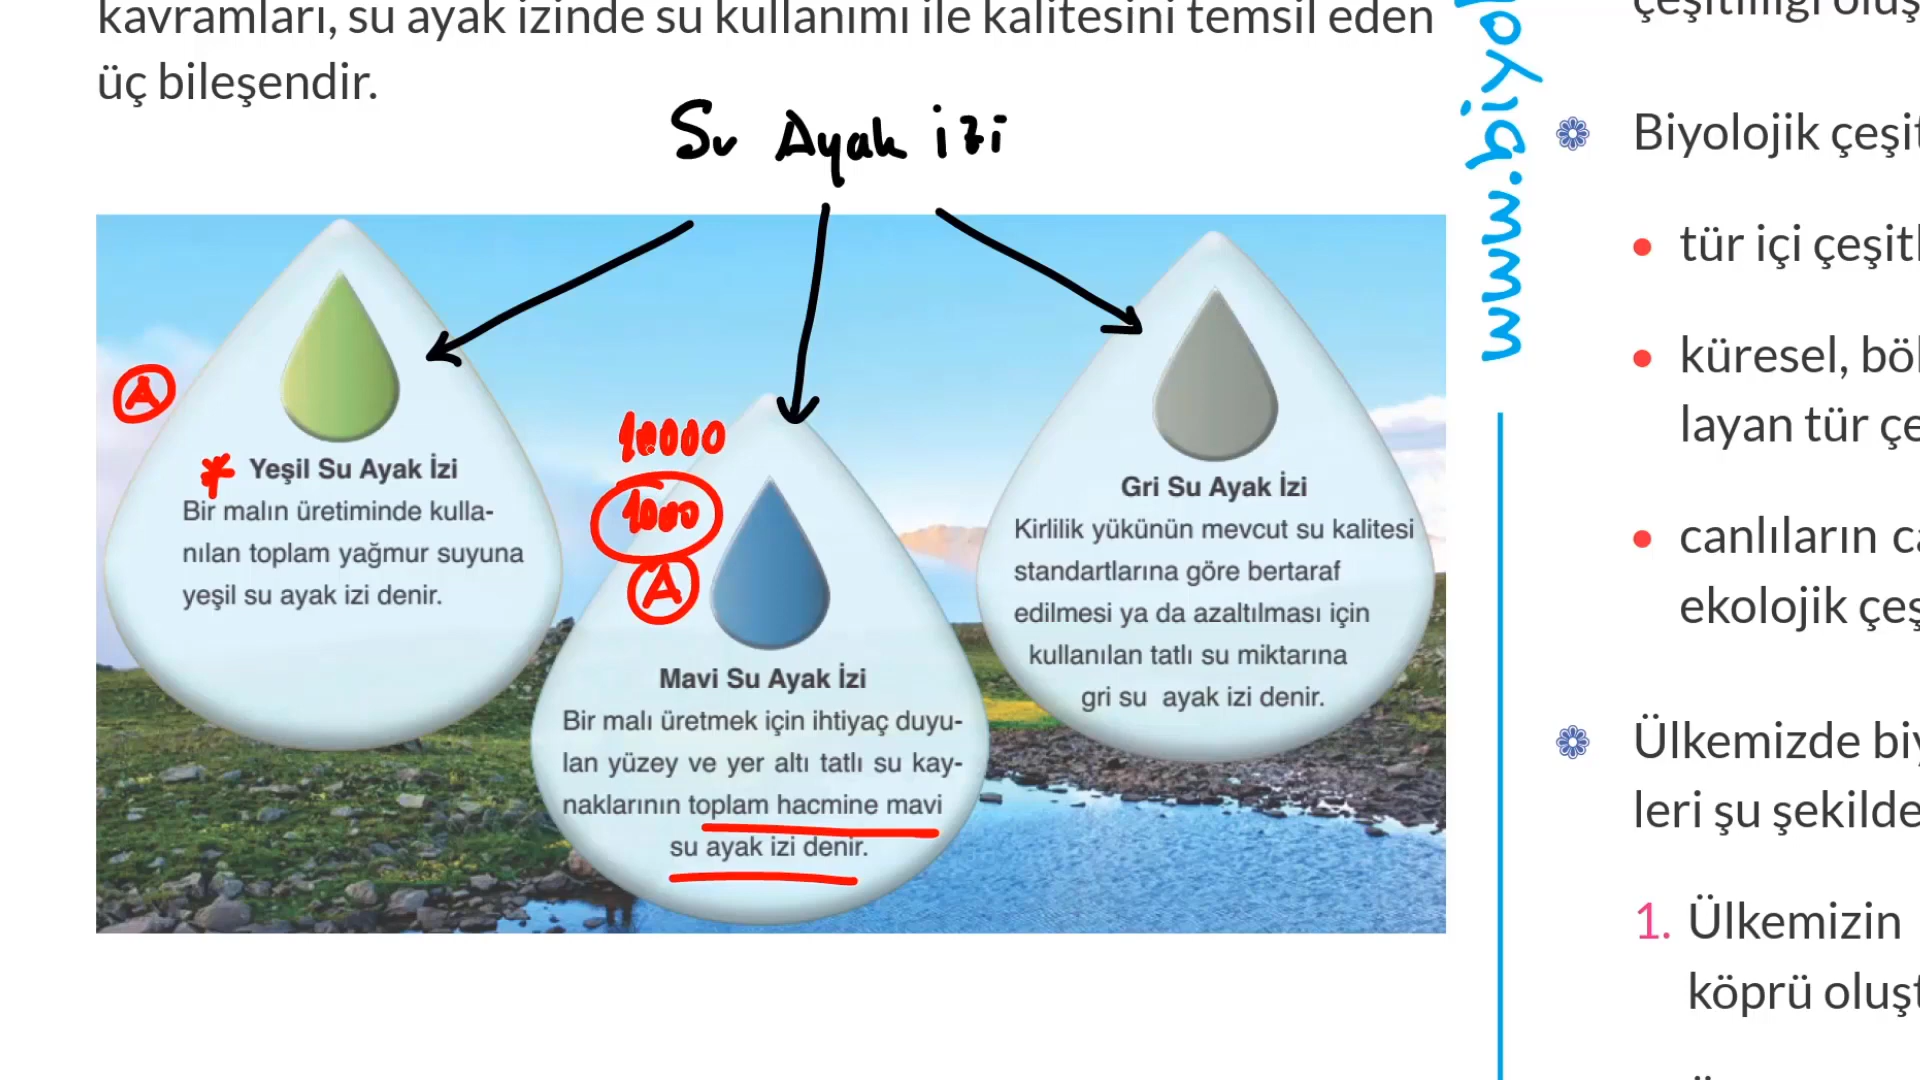 kavramları, su ayak izinde su kullanımı ile kalitesini temsil eden
üç bileşendir.
Su Ayak izi
A
Yeşil Su Ayak İzi
Bir malın üretiminde kulla-
nılan toplam yağmur suyuna
yeşil su ayak izi denir.
10000
1000
A
Mavi Su Ayak İzi
Bir malı üretmek için ihtiyaç duyu-
lan yüzey ve yer altı tatlı su kay-
naklarının toplam hacmine mavi
su ayak izi denir.
Gri Su Ayak İzi
Kirlilik yükünün mevcut su kalitesi
standartlarına göre bertaraf
edilmesi ya da azaltılması için
kullanılan tatlı su miktarına
gri su ayak izi denir.
www.biyo
Biyolojik çeşit
tür içi çeşitl
küresel, böl
layan tür çe
canlıların ca
ekolojik çeş
Ülkemizde biy
leri şu şekilde
1. Ülkemizin
köprü oluşt